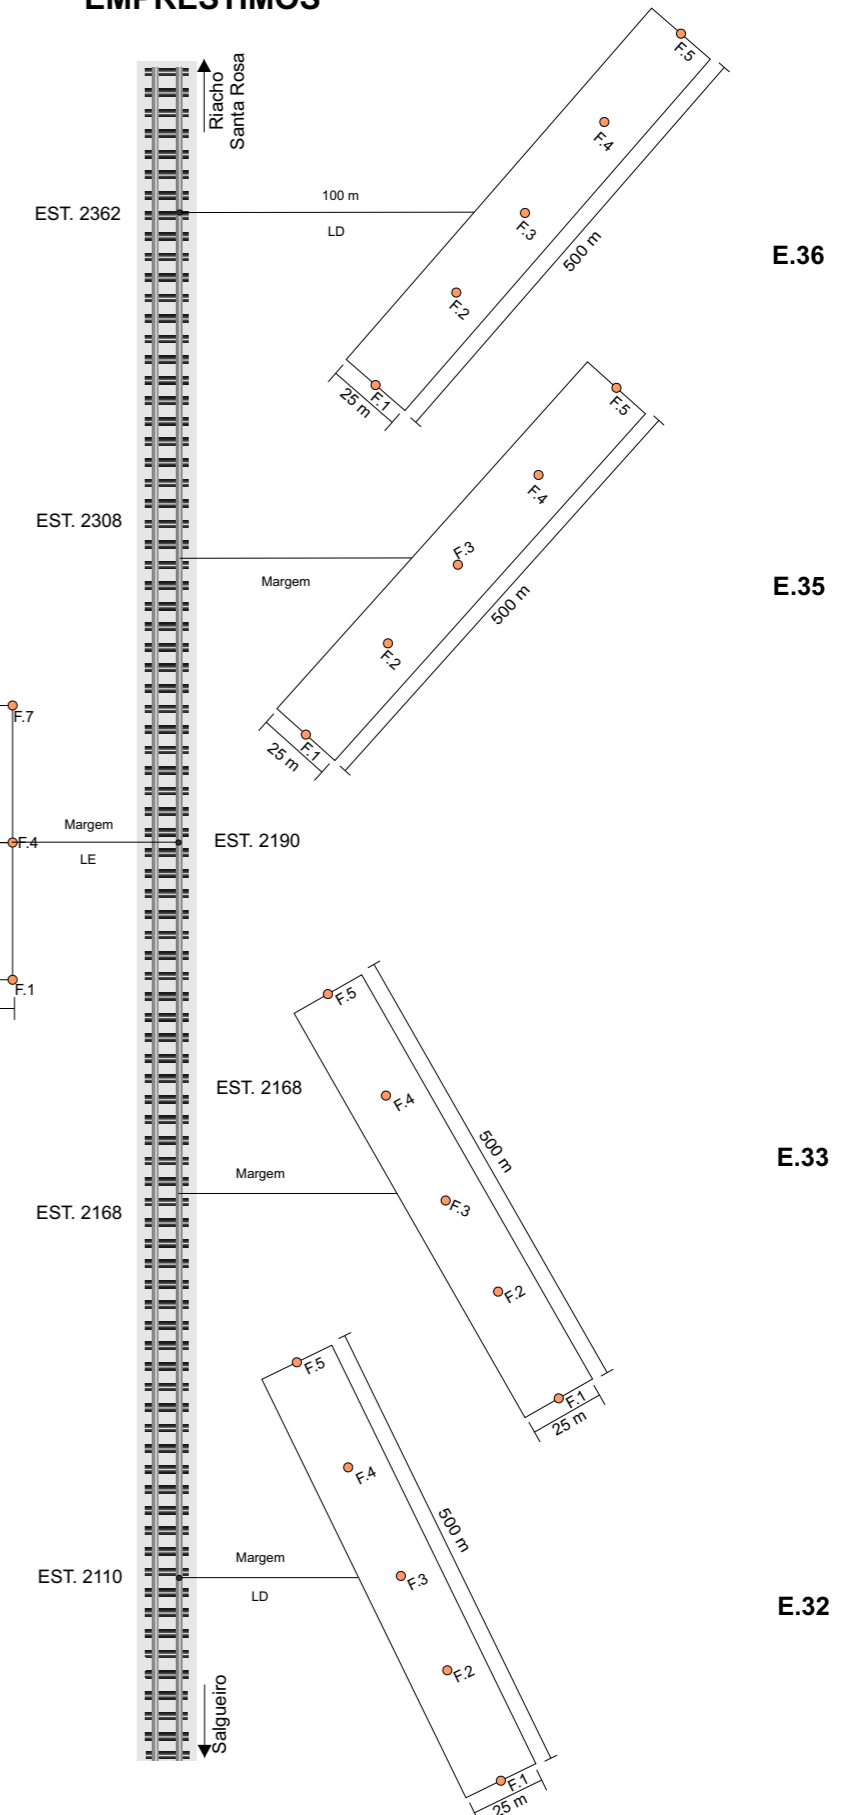 EMPRÉSTIMOS
Riacho
Santa Rosa
F.5
F.4
EST. 2362
100 m
LD
F.3
500 m
E.36
F.2
F.1
25 m
F.5
F.4
EST. 2308
F.3
Margem
500 m
E.35
F.2
F.1
25 m
F.7
Margem
F.4
LE
EST. 2190
F.1
F.5
EST. 2168
F.4
500 m
E.33
Margem
F.3
EST. 2168
F.2
F.1
25 m
F.5
F.4
500 m
Margem
EST. 2110
F.3
LD
E.32
F.2
Salgueiro
F.1
25 m